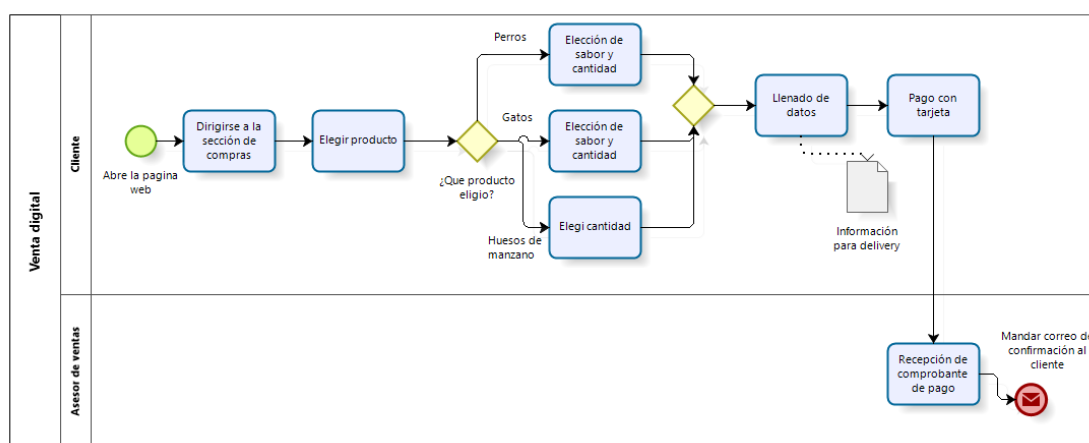 Venta digital
Cliente
Abre la pagina
web
Dirigirse a la
sección de
compras
Elegir producto
¿Que producto
eligio?
Perros
Elección de
sabor y
cantidad
Gatos
Elección de
sabor y
cantidad
Huesos de
manzano
Elegi cantidad
Llenado de
datos
Información
para delivery
Pago con
tarjeta
Asesor de ventas
Recepción de
comprobante
de pago
Mandar correo de
confirmación al
cliente